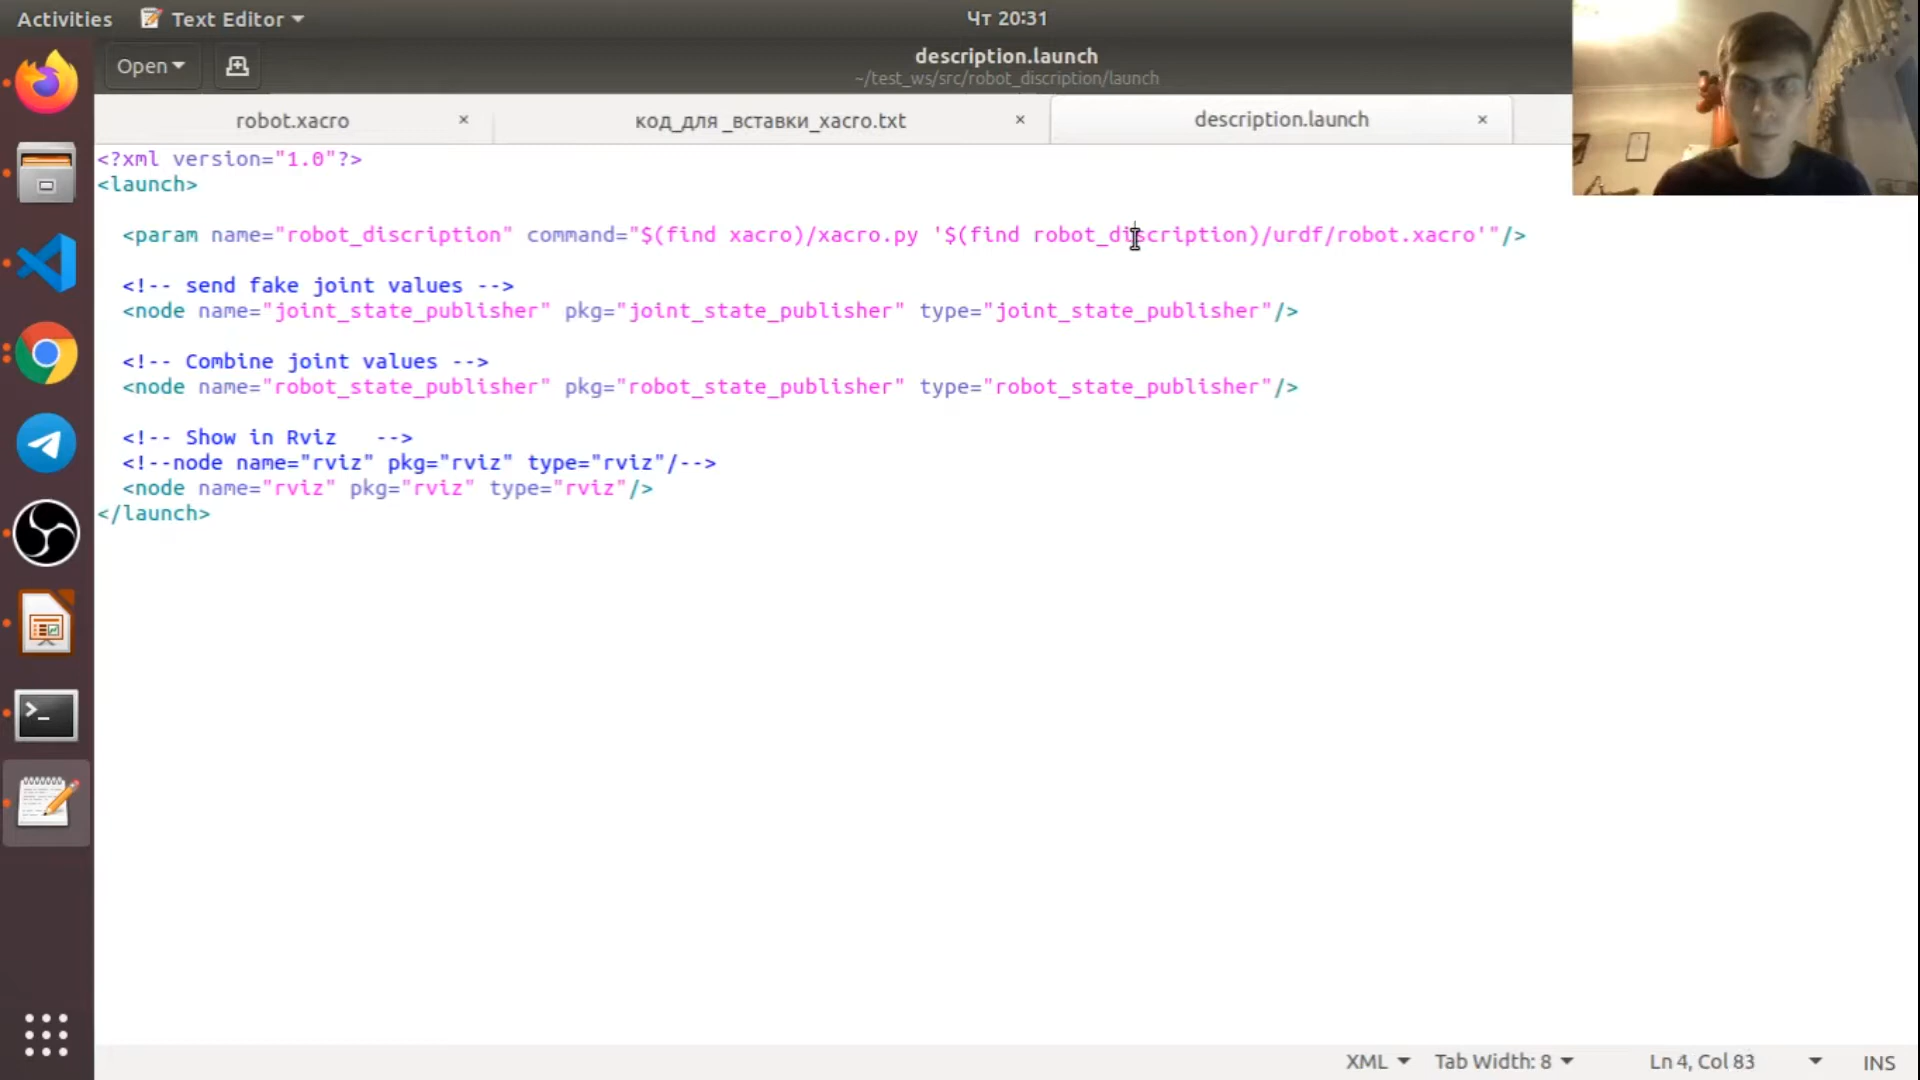 Activities Text Editor Чт 20:31
Open description.launch
~/test_ws/src/robot_discription/launch
robot.xacro × код_для _вставки_xacro.txt × description.launch ×
<?xml version="1.0"?>
<launch>
<param name="robot_discription" command="$(find xacro)/xacro.py '$(find robot_discription)/urdf/robot.xacro'"/>
<!-- send fake joint values -->
<node name="joint_state_publisher" pkg="joint_state_publisher" type="joint_state_publisher"/>
<!-- Combine joint values -->
<node name="robot_state_publisher" pkg="robot_state_publisher" type="robot_state_publisher"/>
<!-- Show in Rviz   -->
<!--node name="rviz" pkg="rviz" type="rviz"/-->
<node name="rviz" pkg="rviz" type="rviz"/>
</launch>
XML Tab Width: 8 Ln 4, Col 83 INS